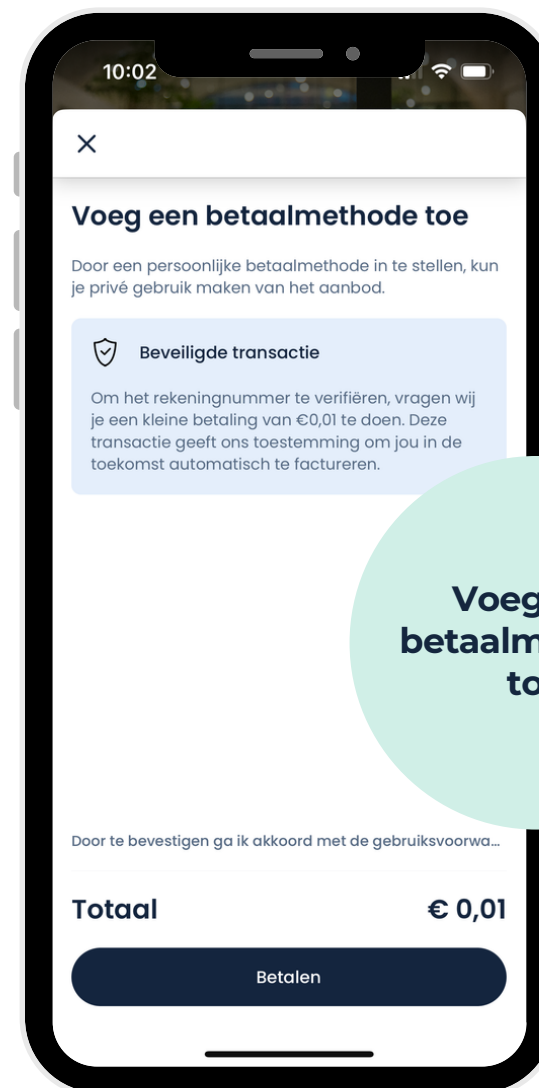 10:02
Voeg een betaalmethode toe
Door een persoonlijke betaalmethode in te stellen, kun
je privé gebruik maken van het aanbod.
Beveiligde transactie
Om het rekeningnummer te verifiëren, vragen wij
je een kleine betaling van €0,01 te doen. Deze
transactie geeft ons toestemming om jou in de
toekomst automatisch te factureren.
Voeg
betaalm
to
Door te bevestigen ga ik akkoord met de gebruiksvoorwa...
Totaal € 0,01
Betalen